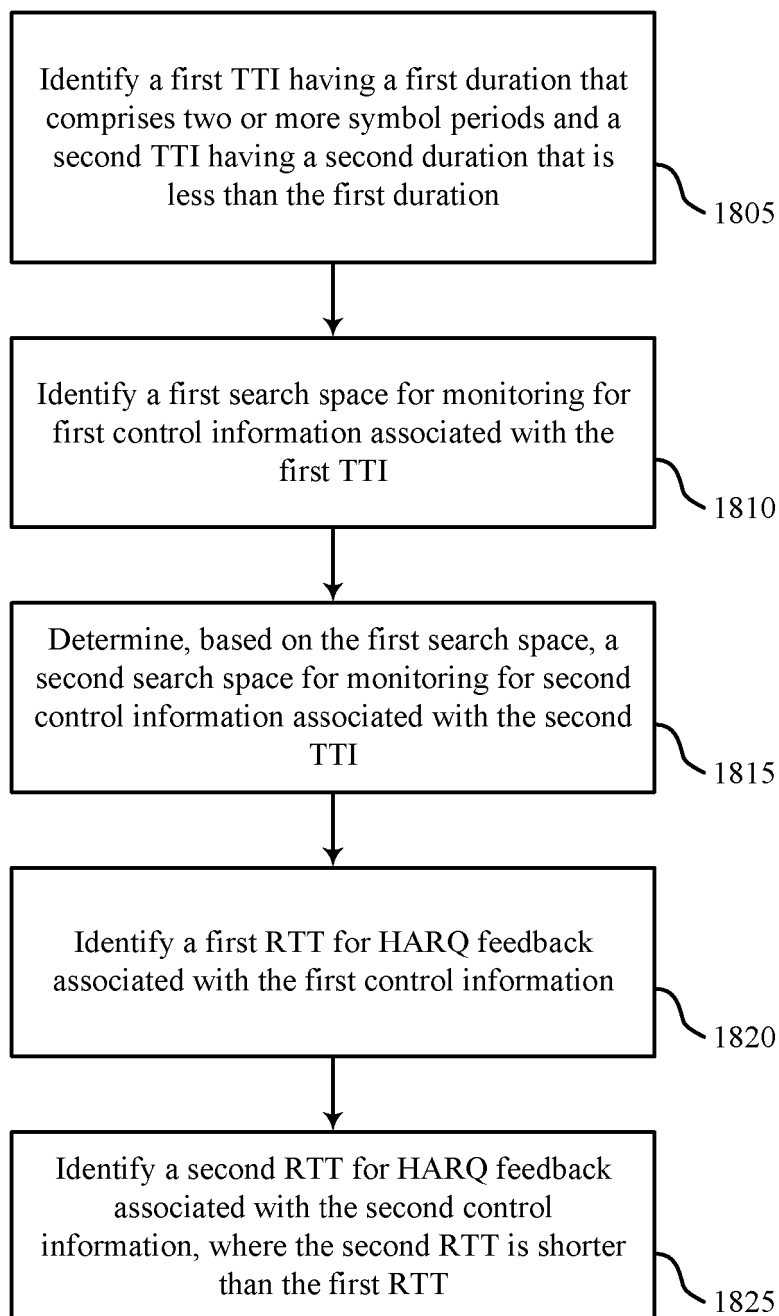 Identify a first TTI having a first duration that
comprises two or more symbol periods and a
second TTI having a second duration that is
less than the first duration
1805
Identify a first search space for monitoring for
first control information associated with the
first TTI
1810
Determine, based on the first search space, a
second search space for monitoring for second
control information associated with the second
TTI
1815
Identify a first RTT for HARQ feedback
associated with the first control information
1820
Identify a second RTT for HARQ feedback
associated with the second control
information, where the second RTT is shorter
than the first RTT
1825